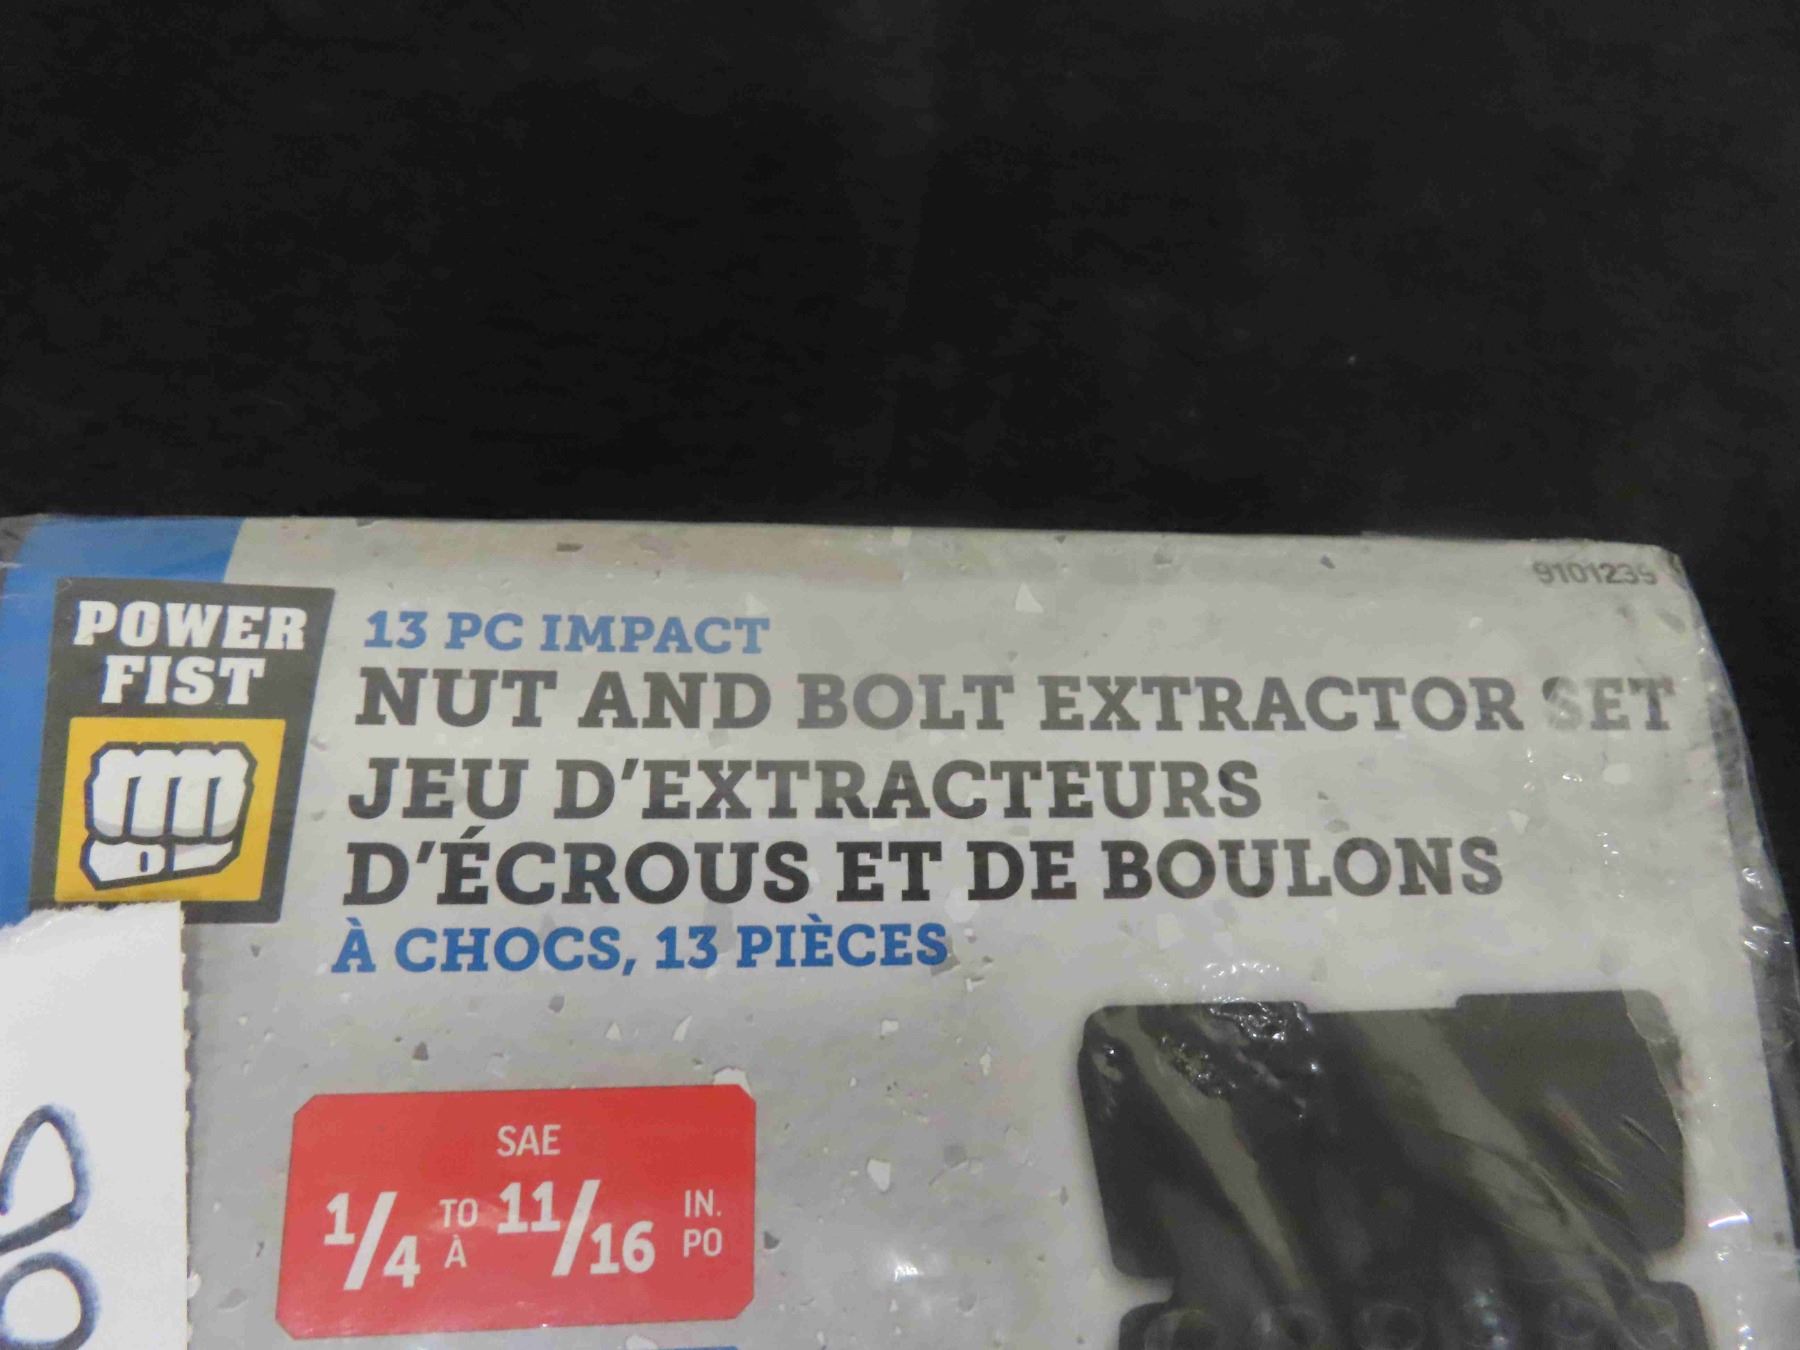 9101239
POWER
FIST
13 PC IMPACT
NUT AND BOLT EXTRACTOR SET
JEU D'EXTRACTEURS
D'ÉCROUS ET DE BOULONS
À CHOCS, 13 PIÈCES
SAE
1/4 TO À 11/16 IN. PO